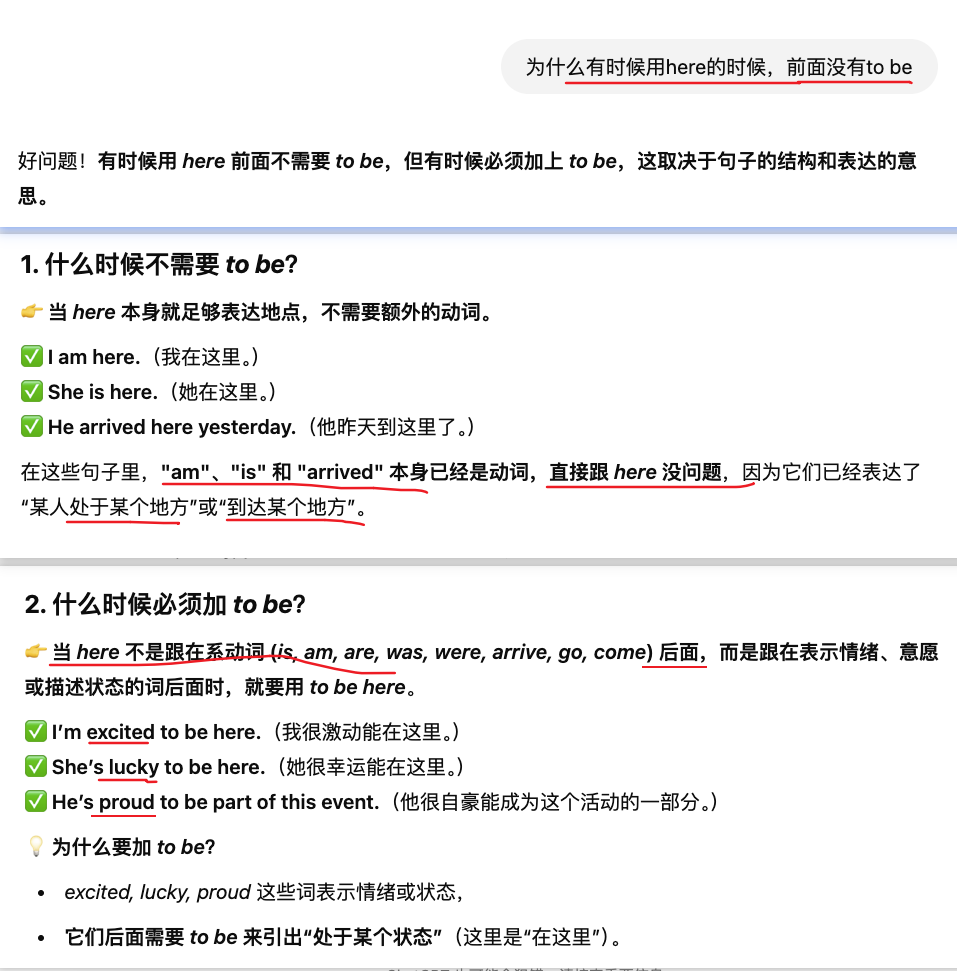 为什么有时候用here的时候，前面没有to be
好问题！有时候用 here 前面不需要 to be，但有时候必须加上 to be，这取决于句子的结构和表达的意
思。
1. 什么时候不需要 to be?
👉 当 here 本身就足够表达地点，不需要额外的动词。
✅ I am here.（我在这里。）
✅ She is here.（她在这里。）
✅ He arrived here yesterday.（他昨天到这里了。）
在这些句子里，"am"、"is" 和 "arrived" 本身已经是动词，直接跟 here 没问题，因为它们已经表达了
“某人处于某个地方”或“到达某个地方”。
2. 什么时候必须加 to be?
👉 当 here 不是跟在系动词 (is, am, are, was, were, arrive, go, come) 后面，而是跟在表示情绪、意愿
或描述状态的词后面时，就要用 to be here。
✅ I’m excited to be here.（我很激动能在这里。）
✅ She’s lucky to be here.（她很幸运能在这里。）
✅ He’s proud to be part of this event.（他很自豪能成为这个活动的一部分。）
💡 为什么要加 to be?
• excited, lucky, proud 这些词表示情绪或状态，
• 它们后面需要 to be 来引出“处于某个状态”（这里是“在这里”）。